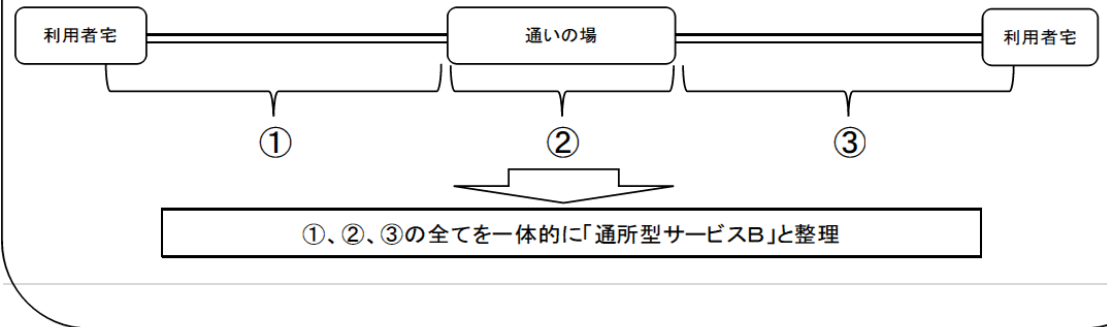 利用者宅
通いの場
利用者宅
①
②
③
①、②、③の全てを一体的に「通所型サービスB」と整理